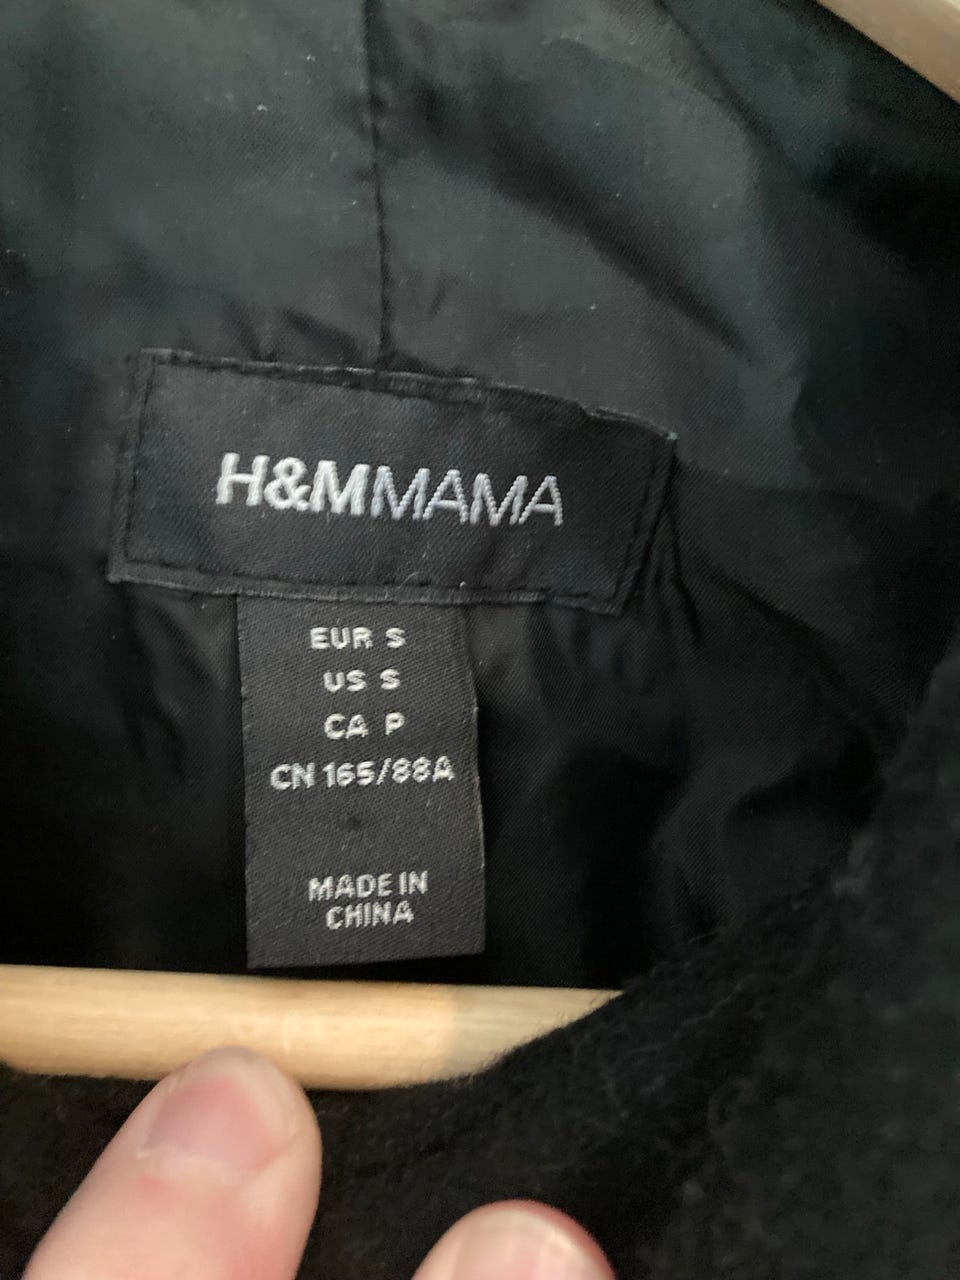 H&MMAMA
EUR S
US S
CA P
CN 165/88A
MADE IN
CHINA